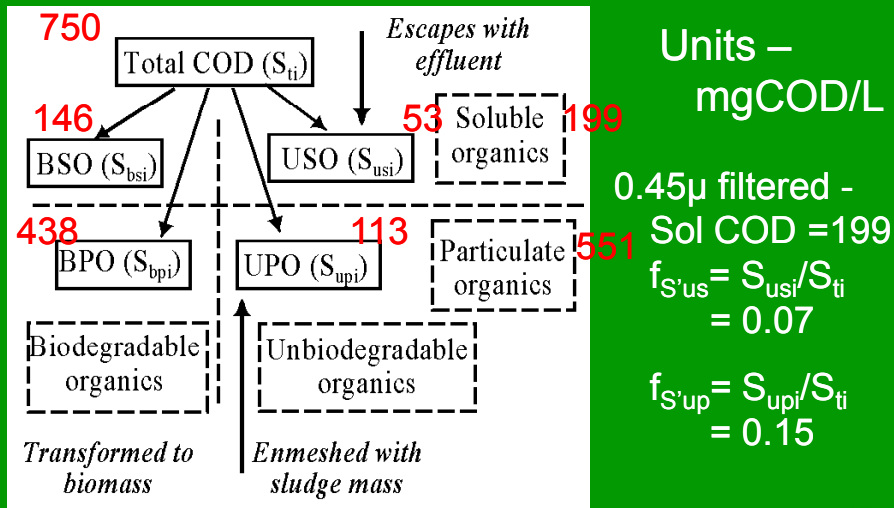 750
Total COD (Sti)
Escapes with
effluent
146
BSO (Sbsi)
USO (Susi)
53
Soluble
organics
199
438
BPO (Sbpi)
UPO (Supi)
113
Particulate
organics
551
Biodegradable
organics
Unbiodegradable
organics
Transformed to
biomass
Enmeshed with
sludge mass
Units –
mgCOD/L
0.45µ filtered -
Sol COD =199
fS'us= Susi/Sti
= 0.07
fS'up= Supi/Sti
= 0.15